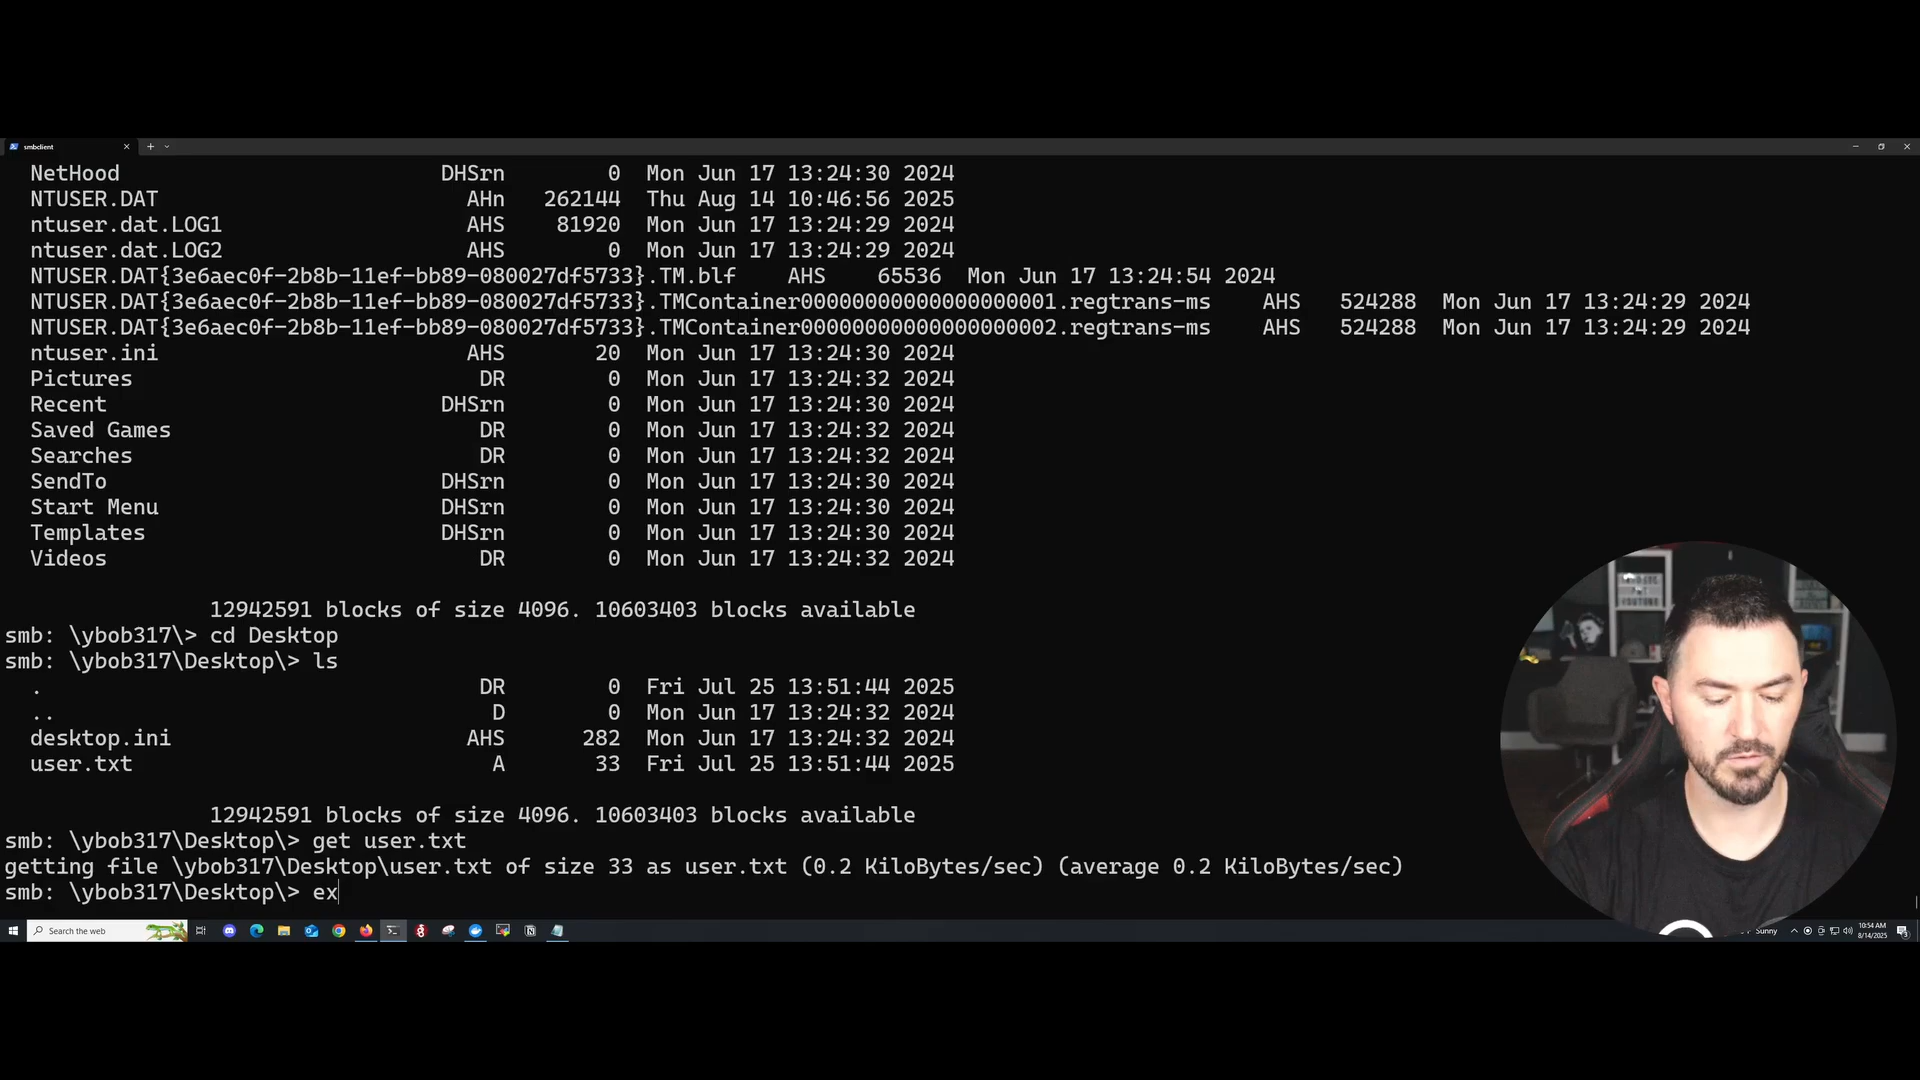 smbclient
NetHood DHSrn 0 Mon Jun 17 13:24:30 2024
NTUSER.DAT AHn 262144 Thu Aug 14 10:46:56 2025
ntuser.dat.LOG1 AHS 81920 Mon Jun 17 13:24:29 2024
ntuser.dat.LOG2 AHS 0 Mon Jun 17 13:24:29 2024
NTUSER.DAT{3e6aec0f-2b8b-11ef-bb89-080027df5733}.TM.blf AHS 65536 Mon Jun 17 13:24:54 2024
NTUSER.DAT{3e6aec0f-2b8b-11ef-bb89-080027df5733}.TMContainer00000000000000000001.regtrans-ms AHS 524288 Mon Jun 17 13:24:29 2024
NTUSER.DAT{3e6aec0f-2b8b-11ef-bb89-080027df5733}.TMContainer00000000000000000002.regtrans-ms AHS 524288 Mon Jun 17 13:24:29 2024
ntuser.ini AHS 20 Mon Jun 17 13:24:30 2024
Pictures DR 0 Mon Jun 17 13:24:32 2024
Recent DHSrn 0 Mon Jun 17 13:24:30 2024
Saved Games DR 0 Mon Jun 17 13:24:32 2024
Searches DR 0 Mon Jun 17 13:24:32 2024
SendTo DHSrn 0 Mon Jun 17 13:24:30 2024
Start Menu DHSrn 0 Mon Jun 17 13:24:30 2024
Templates DHSrn 0 Mon Jun 17 13:24:30 2024
Videos DR 0 Mon Jun 17 13:24:32 2024
12942591 blocks of size 4096. 10603403 blocks available
smb: \ybob317\> cd Desktop
smb: \ybob317\Desktop\> ls
. DR 0 Fri Jul 25 13:51:44 2025
.. D 0 Mon Jun 17 13:24:32 2024
desktop.ini AHS 282 Mon Jun 17 13:24:32 2024
user.txt A 33 Fri Jul 25 13:51:44 2025
12942591 blocks of size 4096. 10603403 blocks available
smb: \ybob317\Desktop\> get user.txt
getting file \ybob317\Desktop\user.txt of size 33 as user.txt (0.2 KiloBytes/sec) (average 0.2 KiloBytes/sec)
smb: \ybob317\Desktop\> ex
Search the web
Sunny
10:54 AM
8/14/2025